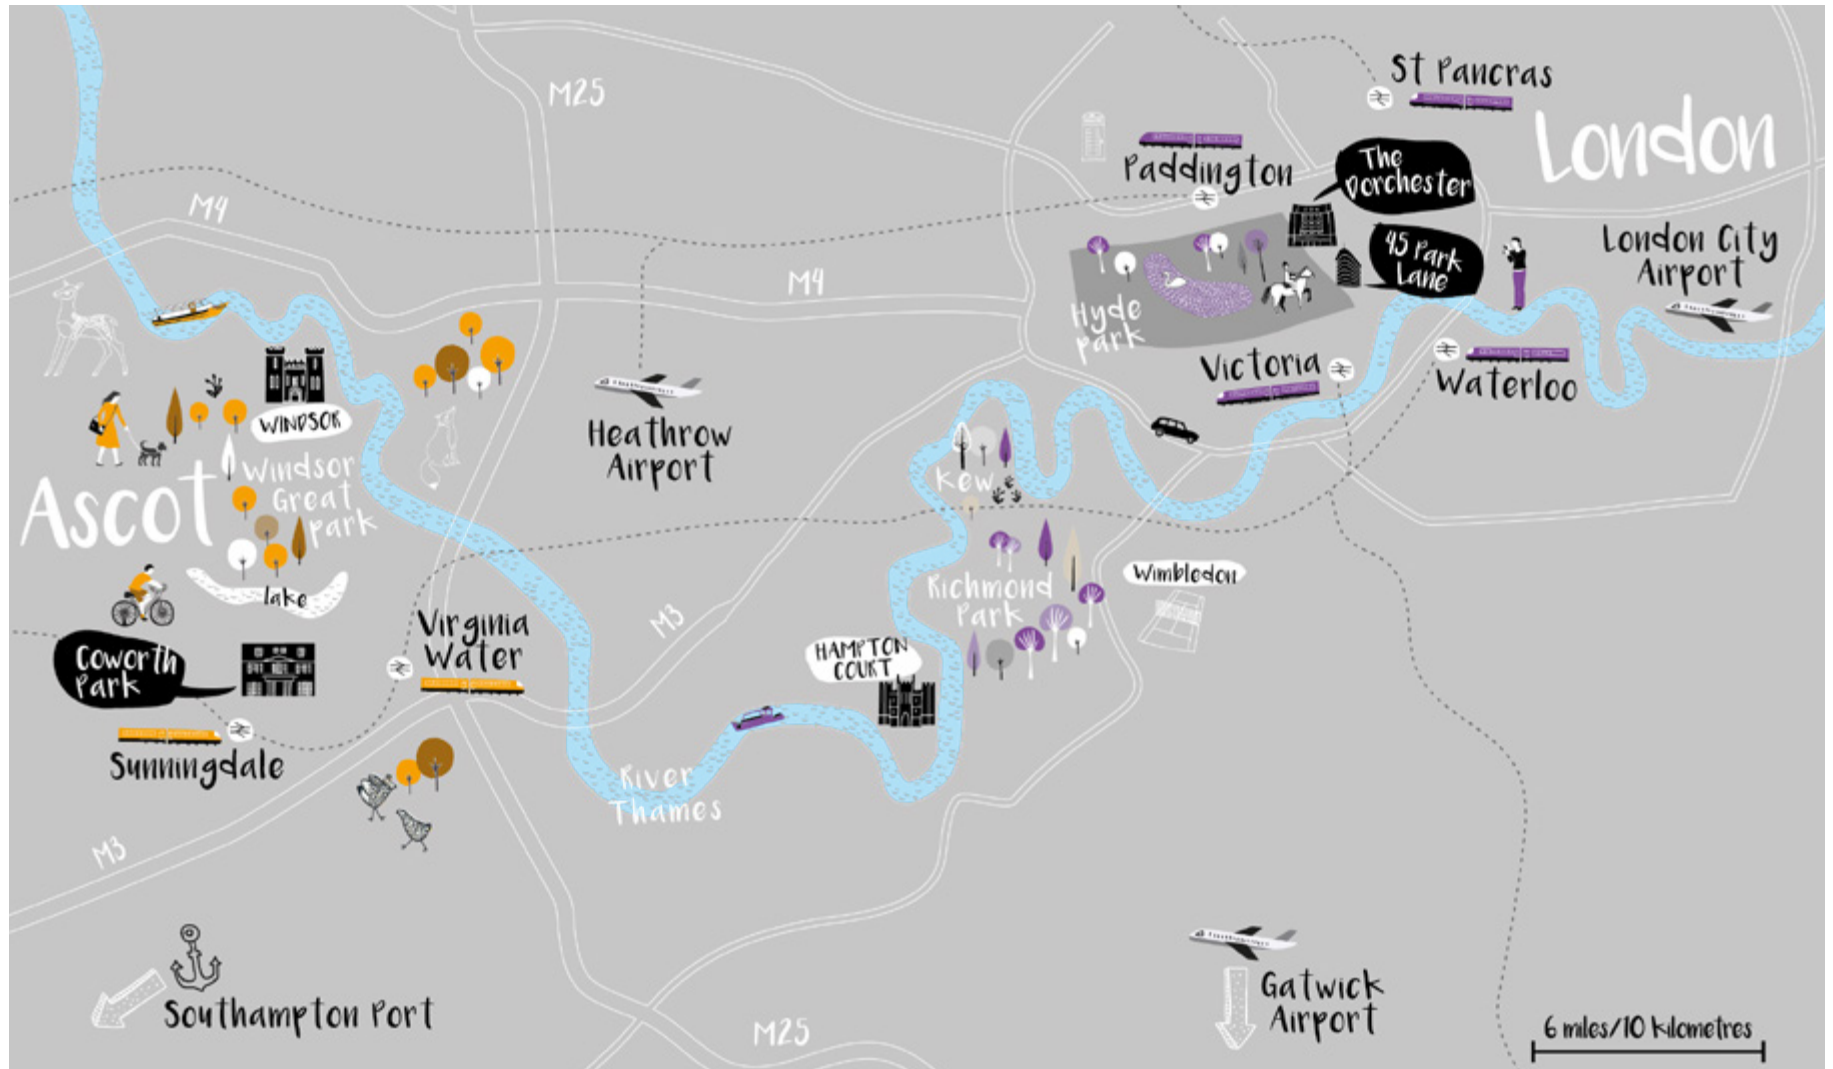 St Pancras
M25
London
Paddington
The
Dorchester
M4
45 Park
Lane
London City
Airport
M4
Hyde
Park
Victoria
Waterloo
WINDSOR
Heathrow
Airport
Ascot
Windsor
Great
Park
Kew
lake
Richmond
Park
Wimbledon
M3
Virginia
Water
HAMPTON
COURT
Coworth
Park
Sunningdale
River
Thames
M3
Southampton Port
Gatwick
Airport
M25
6 miles/10 kilometres